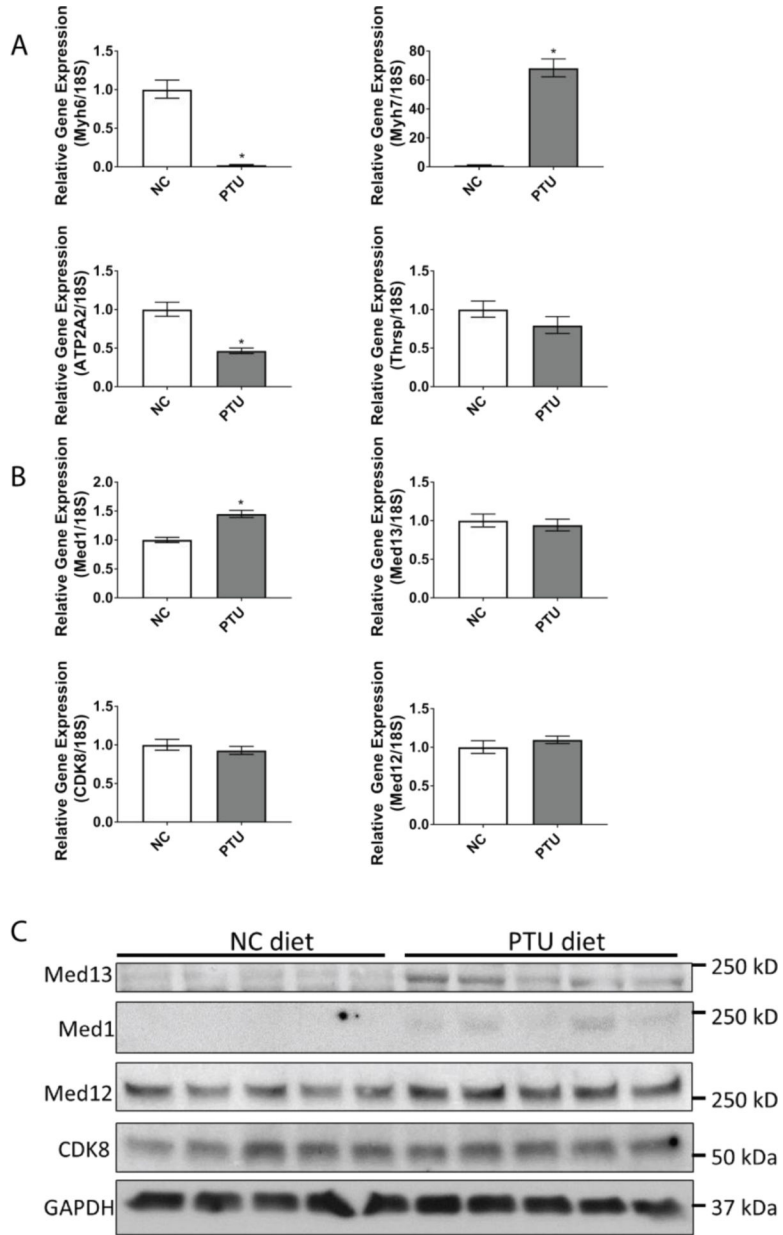 A
Relative Gene Expression
(Myh6/18S)
1.5
1.0
0.5
0.0
*
NC
PTU
Relative Gene Expression
(Myh7/18S)
80
60
40
20
0
*
NC
PTU
Relative Gene Expression
(ATP2A2/18S)
1.5
1.0
0.5
0.0
*
NC
PTU
Relative Gene Expression
(Thrsp/18S)
1.5
1.0
0.5
0.0
NC
PTU
B
Relative Gene Expression
(Med1/18S)
2.0
1.5
1.0
0.5
0.0
*
NC
PTU
Relative Gene Expression
(Med13/18S)
1.5
1.0
0.5
0.0
NC
PTU
Relative Gene Expression
(CDK8/18S)
1.5
1.0
0.5
0.0
NC
PTU
Relative Gene Expression
(Med12/18S)
1.5
1.0
0.5
0.0
NC
PTU
C
NC diet PTU diet
Med13 250 kD
Med1 250 kD
Med12 250 kD
CDK8 50 kDa
GAPDH 37 kDa